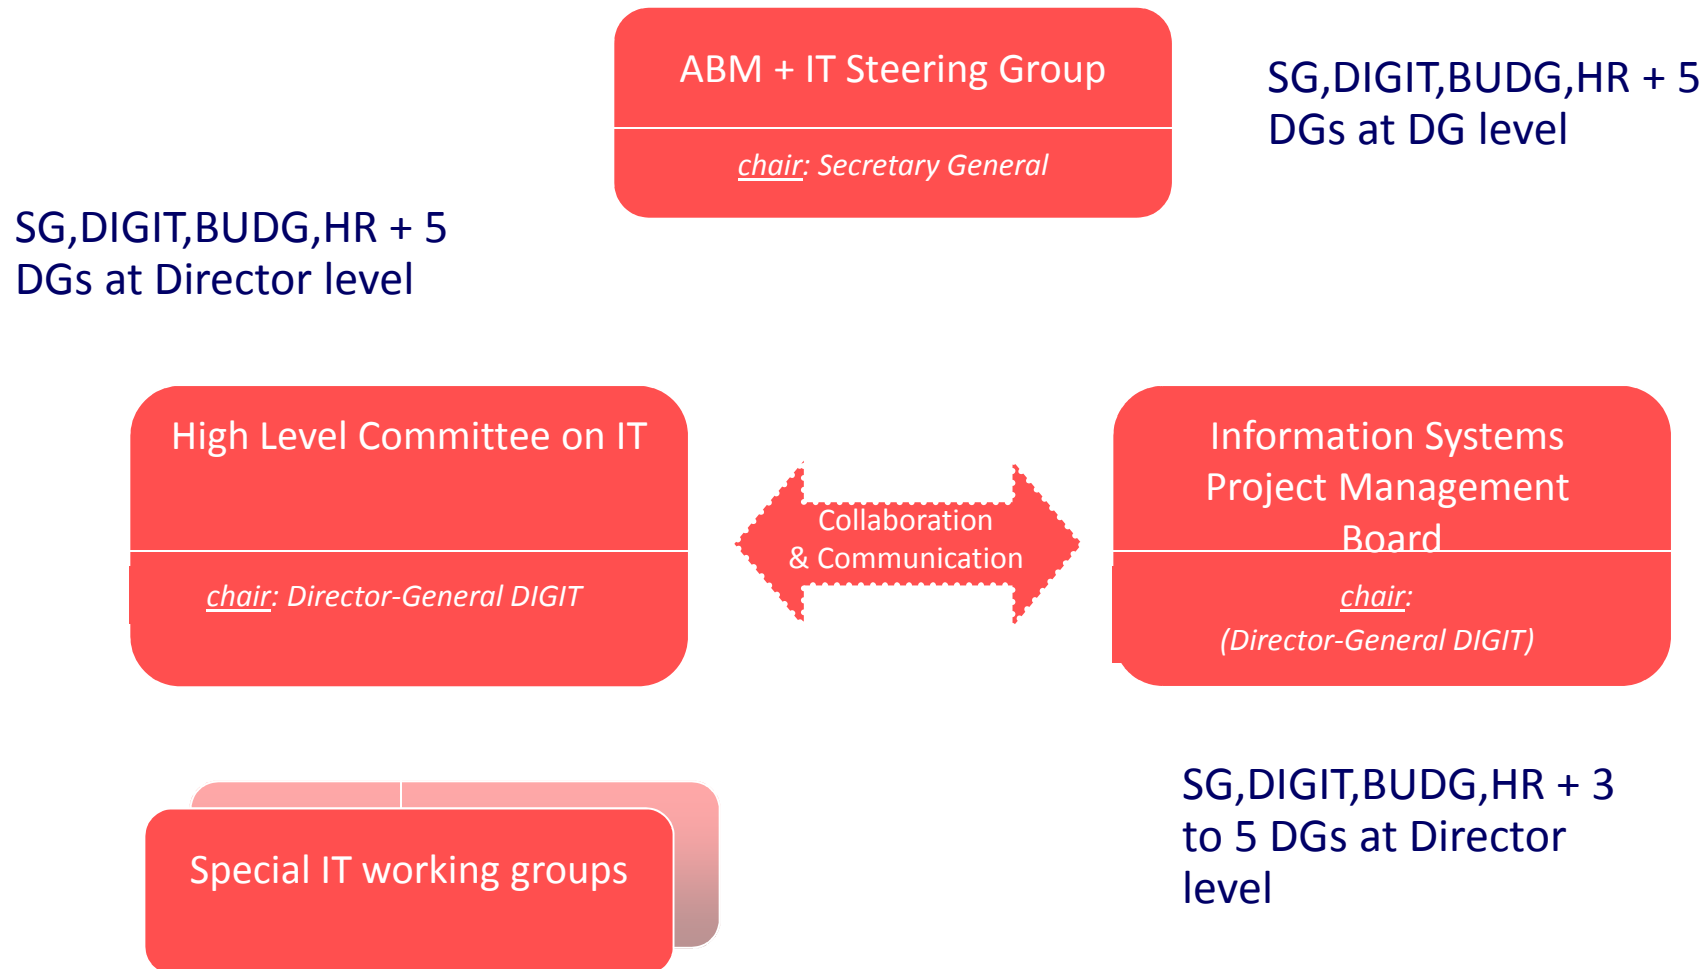 ABM + IT Steering Group
chair: Secretary General
SG,DIGIT,BUDG,HR + 5
DGs at DG level
SG,DIGIT,BUDG,HR + 5
DGs at Director level
High Level Committee on IT
chair: Director-General DIGIT
Collaboration
& Communication
Information Systems
Project Management
Board
chair:
(Director-General DIGIT)
Special IT working groups
SG,DIGIT,BUDG,HR + 3
to 5 DGs at Director
level